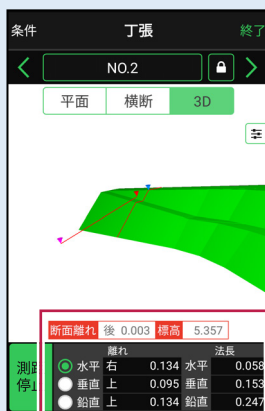 条件 丁張 終了
NO.2
平面 横断 3D
断面離れ 後 0.003 標高 5.357
離れ 法長
測距 停止
水平 右 0.134 水平 0.058
垂直 上 0.095 垂直 0.153
鉛直 上 0.134 鉛直 0.247